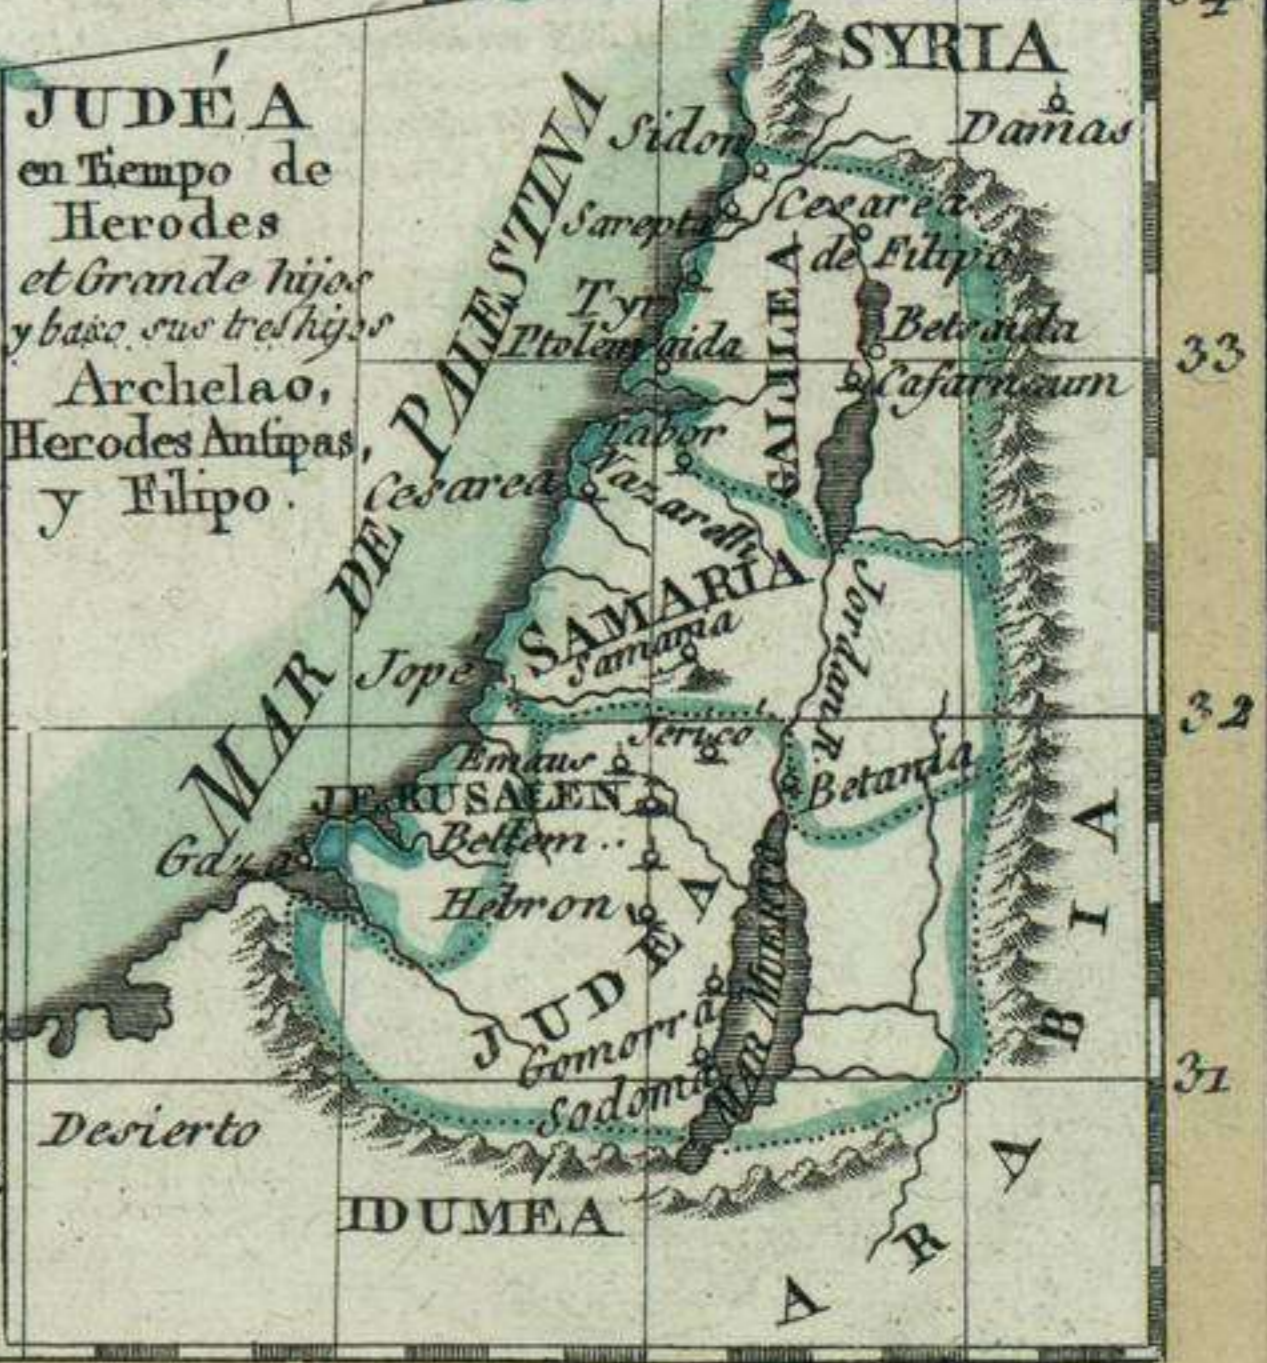 JUDÉA
en Tiempo de
Herodes
el Grande hijos
y baxo sus tres hijos
Archelao,
Herodes Antipas,
y Filipo.
MAR DE PALESTINA
SYRIA
Damas
Sidon
Sarepta
Cesarea
de Filipo
Tyr
Ptolemaida
GALILEA
Betsaida
33
Cafarnaum
Tabor
Nazareth
Cesarea
SAMARIA
Samaria
Jordan R.
Jopé
32
Jerico
Emaus
Betania
JERUSALEN
Betlem
Gaza
Hebron
JUDEA
MAR MUERTO
Gomorra
Sodoma
31
Desierto
IDUMEA
ARABIA